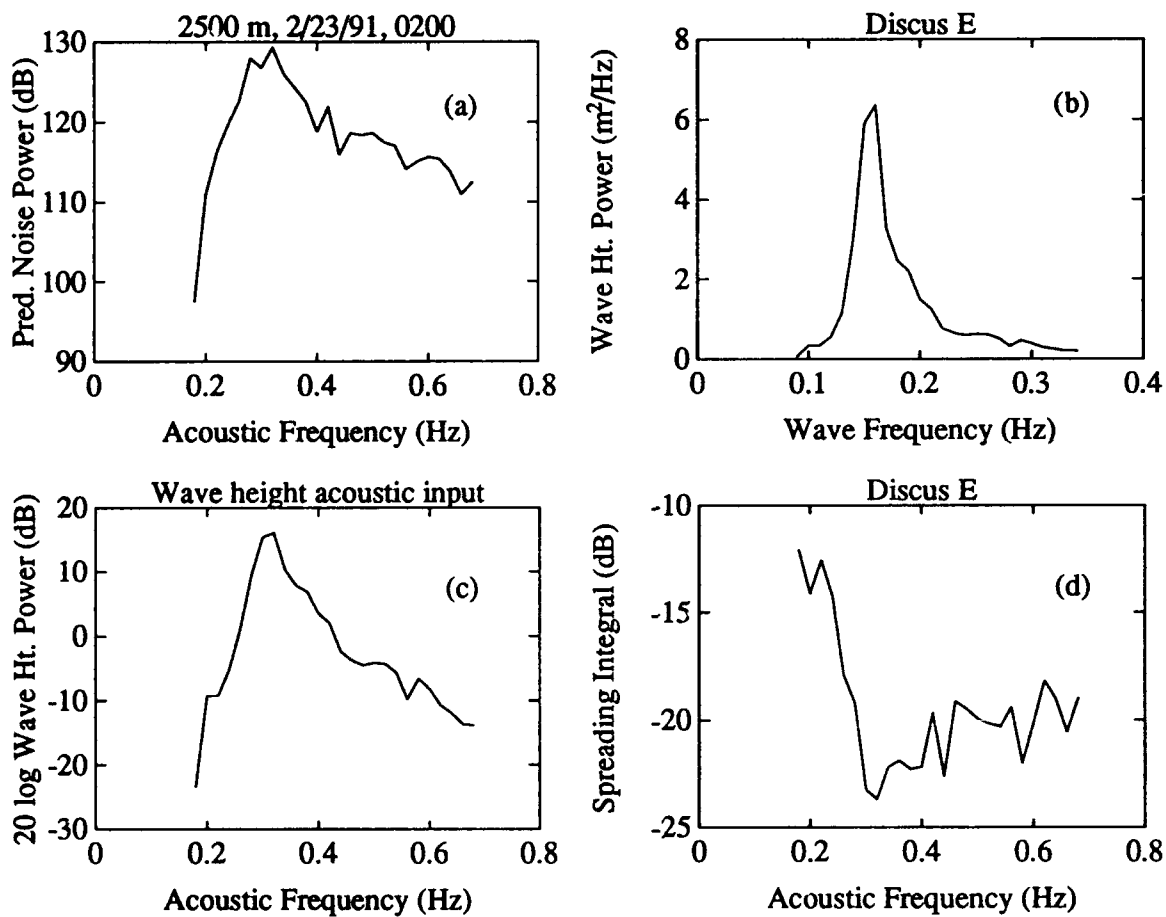 2500 m, 2/23/91, 0200
Pred. Noise Power (dB)
130
120
110
100
90
(a)
0
0.2
0.4
0.6
0.8
Acoustic Frequency (Hz)
Discus E
Wave Ht. Power (m²/Hz)
8
6
4
2
0
(b)
0
0.1
0.2
0.3
0.4
Wave Frequency (Hz)
Wave height acoustic input
20 log Wave Ht. Power (dB)
20
10
0
-10
-20
-30
(c)
0
0.2
0.4
0.6
0.8
Acoustic Frequency (Hz)
Discus E
Spreading Integral (dB)
-10
-15
-20
-25
(d)
0
0.2
0.4
0.6
0.8
Acoustic Frequency (Hz)